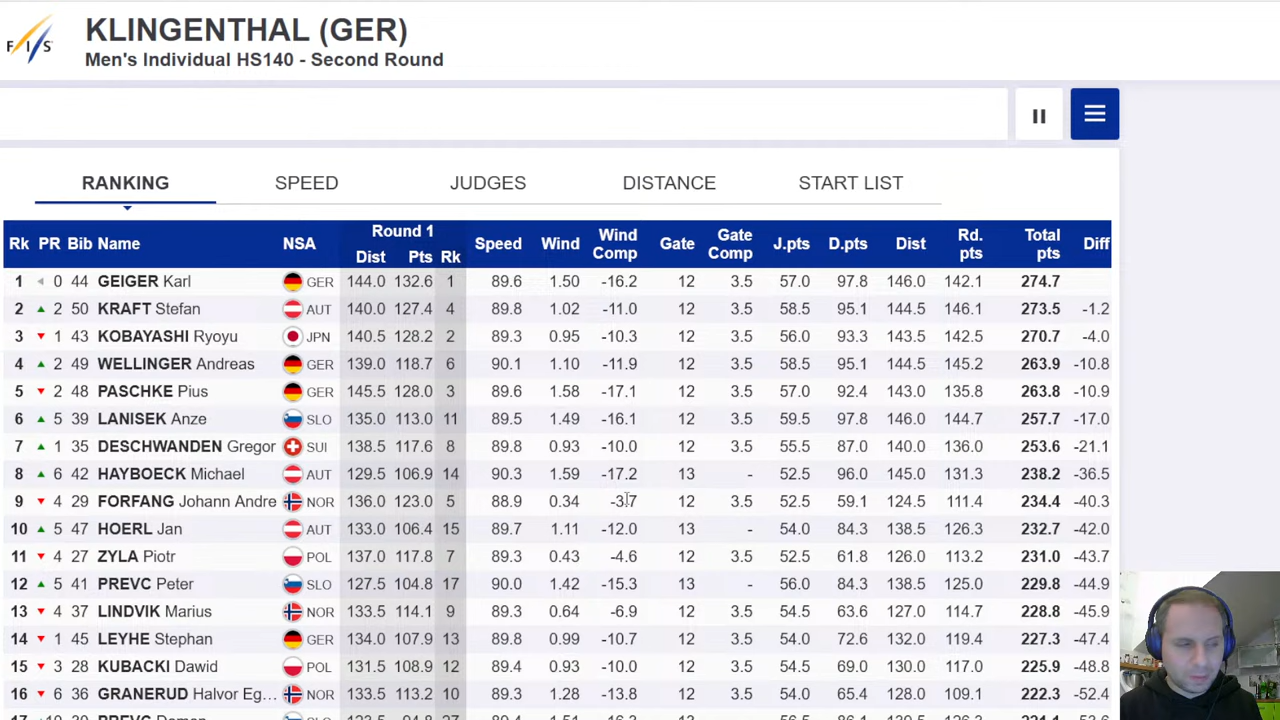 FIS
KLINGENTHAL (GER)
Men's Individual HS140 - Second Round
RANKING SPEED JUDGES DISTANCE START LIST
Round 1
Rk PR Bib Name NSA Dist Pts Rk Speed Wind Wind Comp Gate Gate Comp J.pts D.pts Dist Rd. pts Total pts Diff
1 0 44 GEIGER Karl GER 144.0 132.6 1 89.6 1.50 -16.2 12 3.5 57.0 97.8 146.0 142.1 274.7
2 2 50 KRAFT Stefan AUT 140.0 127.4 4 89.8 1.02 -11.0 12 3.5 58.5 95.1 144.5 146.1 273.5 -1.2
3 1 43 KOBAYASHI Ryoyu JPN 140.5 128.2 2 89.3 0.95 -10.3 12 3.5 56.0 93.3 143.5 142.5 270.7 -4.0
4 2 49 WELLINGER Andreas GER 139.0 118.7 6 90.1 1.10 -11.9 12 3.5 58.5 95.1 144.5 145.2 263.9 -10.8
5 2 48 PASCHKE Pius GER 145.5 128.0 3 89.6 1.58 -17.1 12 3.5 57.0 92.4 143.0 135.8 263.8 -10.9
6 5 39 LANISEK Anze SLO 135.0 113.0 11 89.5 1.49 -16.1 12 3.5 59.5 97.8 146.0 144.7 257.7 -17.0
7 1 35 DESCHWANDEN Gregor SUI 138.5 117.6 8 89.8 0.93 -10.0 12 3.5 55.5 87.0 140.0 136.0 253.6 -21.1
8 6 42 HAYBOECK Michael AUT 129.5 106.9 14 90.3 1.59 -17.2 13 - 52.5 96.0 145.0 131.3 238.2 -36.5
9 4 29 FORFANG Johann Andre NOR 136.0 123.0 5 88.9 0.34 -3.7 12 3.5 52.5 59.1 124.5 111.4 234.4 -40.3
10 5 47 HOERL Jan AUT 133.0 106.4 15 89.7 1.11 -12.0 13 - 54.0 84.3 138.5 126.3 232.7 -42.0
11 4 27 ZYLA Piotr POL 137.0 117.8 7 89.3 0.43 -4.6 12 3.5 52.5 61.8 126.0 113.2 231.0 -43.7
12 5 41 PREVC Peter SLO 127.5 104.8 17 90.0 1.42 -15.3 13 - 56.0 84.3 138.5 125.0 229.8 -44.9
13 4 37 LINDVIK Marius NOR 133.5 114.1 9 89.3 0.64 -6.9 12 3.5 54.5 63.6 127.0 114.7 228.8 -45.9
14 1 45 LEYHE Stephan GER 134.0 107.9 13 89.8 0.99 -10.7 12 3.5 54.0 72.6 132.0 119.4 227.3 -47.4
15 3 28 KUBACKI Dawid POL 131.5 108.9 12 89.4 0.93 -10.0 12 3.5 54.5 69.0 130.0 117.0 225.9 -48.8
16 6 36 GRANERUD Halvor Eg… NOR 133.5 113.2 10 89.3 1.28 -13.8 12 3.5 54.0 65.4 128.0 109.1 222.3 -52.4